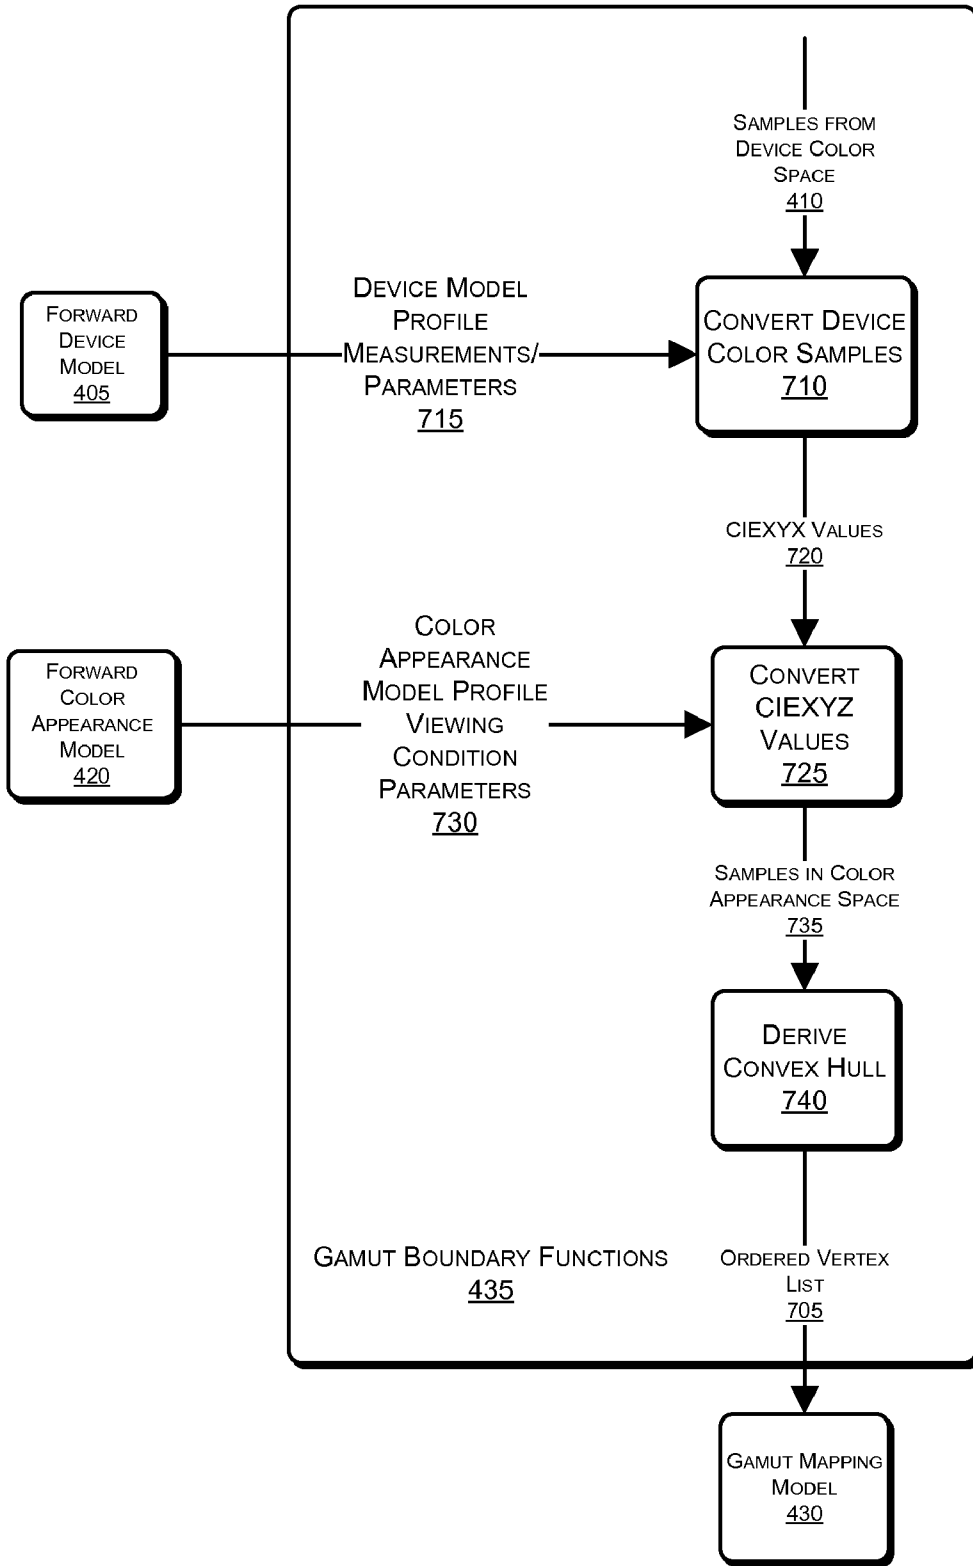 SAMPLES FROM
DEVICE COLOR
SPACE
410
FORWARD
DEVICE
MODEL
405
DEVICE MODEL
PROFILE
MEASUREMENTS/
PARAMETERS
715
CONVERT DEVICE
COLOR SAMPLES
710
CIEXYX VALUES
720
FORWARD
COLOR
APPEARANCE
MODEL
420
COLOR
APPEARANCE
MODEL PROFILE
VIEWING
CONDITION
PARAMETERS
730
CONVERT
CIEXYZ
VALUES
725
SAMPLES IN COLOR
APPEARANCE SPACE
735
DERIVE
CONVEX HULL
740
GAMUT BOUNDARY FUNCTIONS
435
ORDERED VERTEX
LIST
705
GAMUT MAPPING
MODEL
430